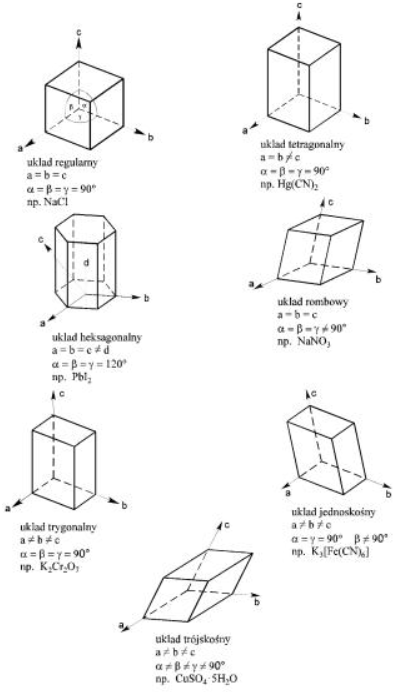 c
a
b
β α
γ
układ regularny
a = b = c
α = β = γ = 90°
np. NaCl
c
a
b
układ tetragonalny
a = b ≠ c
α = β = γ = 90°
np. Hg(CN)₂
c
d
a
b
układ heksagonalny
a = b = c ≠ d
α = β = γ = 120°
np. PbI₂
c
a
b
układ rombowy
a = b = c
α = β = γ ≠ 90°
np. NaNO₃
c
a
b
układ trygonalny
a ≠ b ≠ c
α = β = γ = 90°
np. K₂Cr₂O₇
c
a
b
układ jednoskośny
a ≠ b ≠ c
α = γ = 90° β ≠ 90°
np. K₃[Fe(CN)₆]
c
a
b
układ trójskośny
a ≠ b ≠ c
α ≠ β ≠ γ ≠ 90°
np. CuSO₄·5H₂O